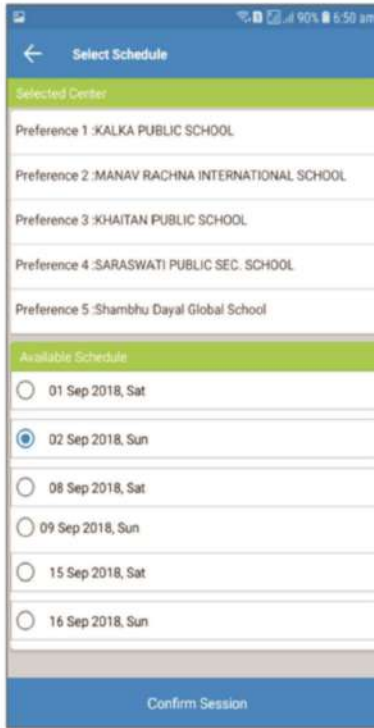 90% 6:50 am
Select Schedule
Selected Center
Preference 1 :KALKA PUBLIC SCHOOL
Preference 2 :MANAV RACHNA INTERNATIONAL SCHOOL
Preference 3 :KHAITAN PUBLIC SCHOOL
Preference 4 :SARASWATI PUBLIC SEC. SCHOOL
Preference 5 :Shambhu Dayal Global School
Available Schedule
01 Sep 2018, Sat
02 Sep 2018, Sun
08 Sep 2018, Sat
09 Sep 2018, Sun
15 Sep 2018, Sat
16 Sep 2018, Sun
Confirm Session